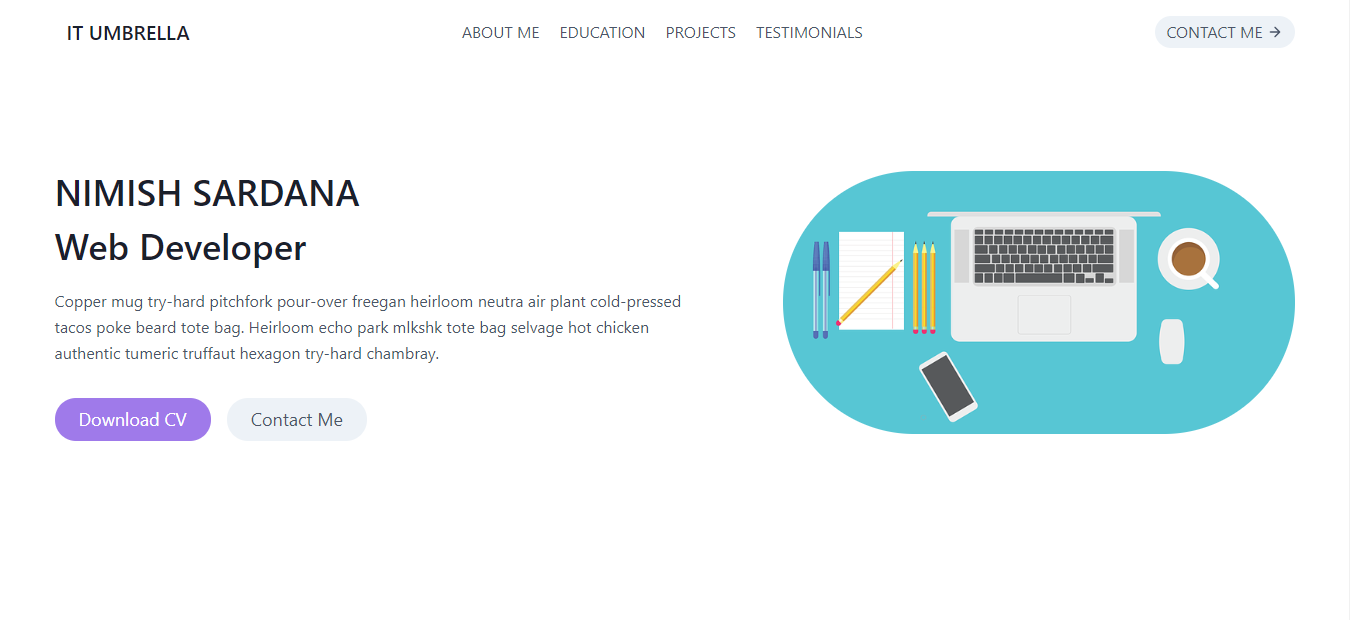 IT UMBRELLA
ABOUT ME EDUCATION PROJECTS TESTIMONIALS
CONTACT ME →
NIMISH SARDANA
Web Developer
Copper mug try-hard pitchfork pour-over freegan heirloom neutra air plant cold-pressed
tacos poke beard tote bag. Heirloom echo park mlkshk tote bag selvage hot chicken
authentic tumeric truffaut hexagon try-hard chambray.
Download CV
Contact Me